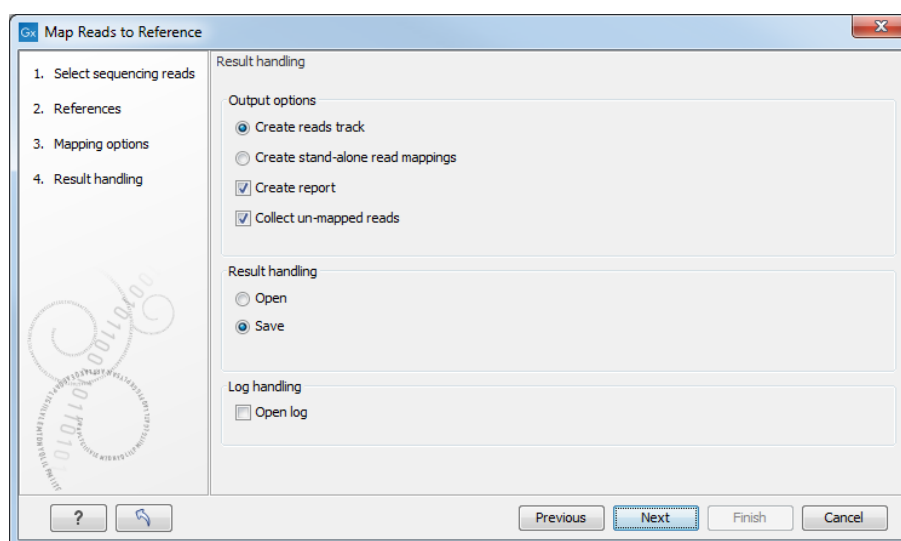 Gx Map Reads to Reference
1. Select sequencing reads
2. References
3. Mapping options
4. Result handling
Result handling
Output options
Create reads track
Create stand-alone read mappings
Create report
Collect un-mapped reads
Result handling
Open
Save
Log handling
Open log
? Previous Next Finish Cancel